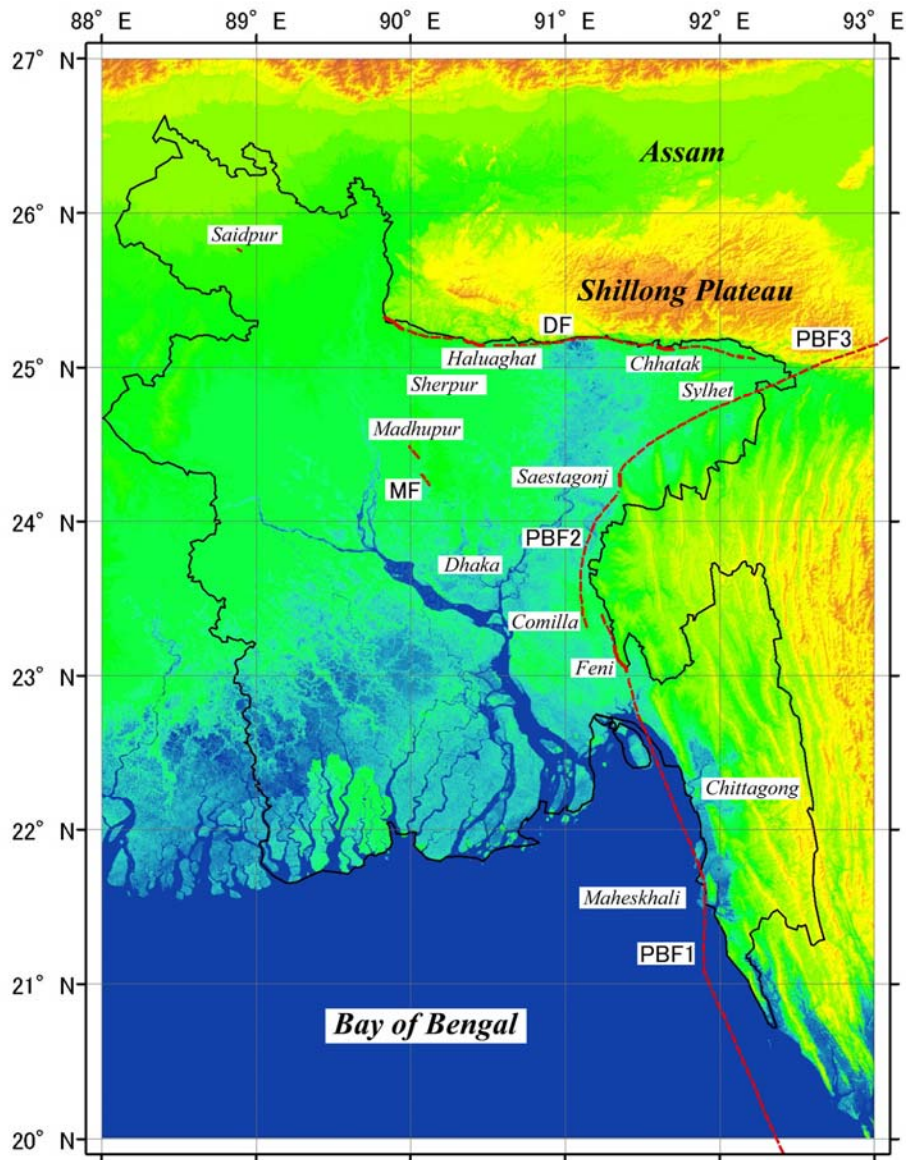 88° E 89° E 90° E 91° E 92° E 93° E
27° N
Assam
26° N
Saidpur
Shillong Plateau
DF
PBF3
25° N
Haluaghat
Chhatak
Sherpur
Sylhet
Madhupur
Saestagonj
MF
24° N
PBF2
Dhaka
Comilla
23° N
Feni
Chittagong
22° N
Maheskhali
PBF1
21° N
Bay of Bengal
20° N